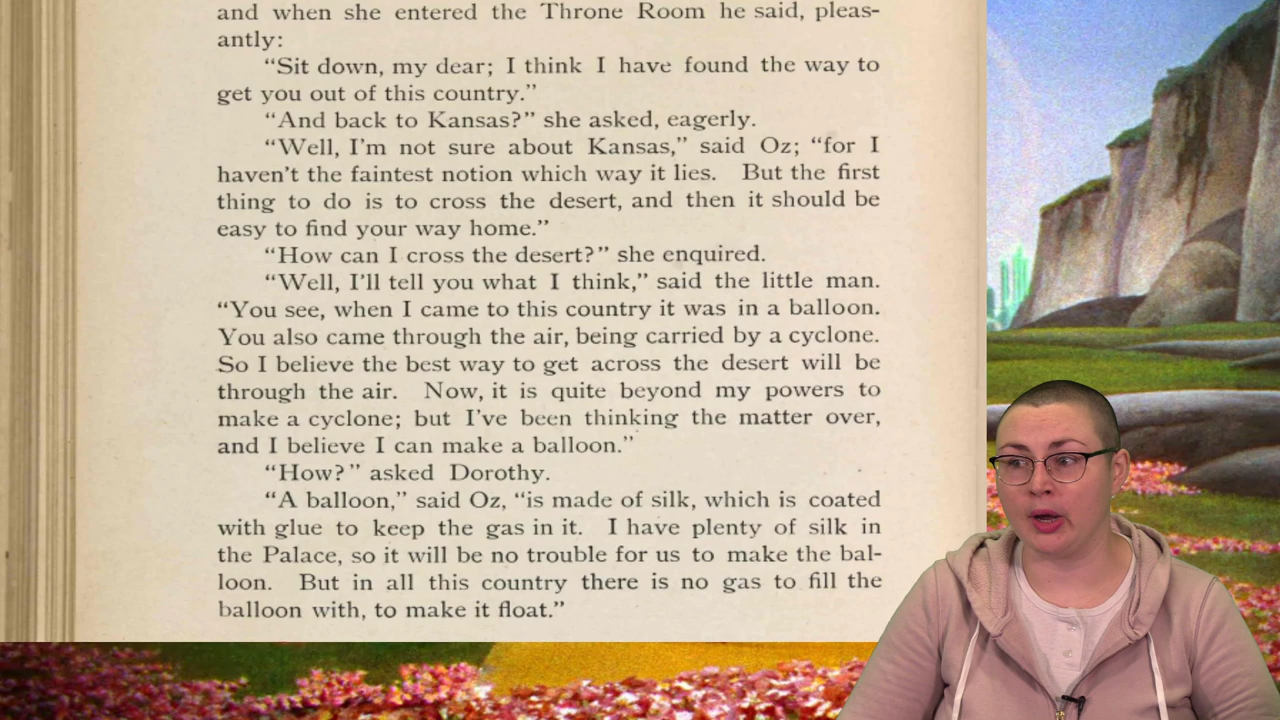 and when she entered the Throne Room he said, pleas-
antly:
“Sit down, my dear; I think I have found the way to
get you out of this country.”
“And back to Kansas?” she asked, eagerly.
“Well, I'm not sure about Kansas,” said Oz; “for I
haven't the faintest notion which way it lies. But the first
thing to do is to cross the desert, and then it should be
easy to find your way home.”
“How can I cross the desert?” she enquired.
“Well, I'll tell you what I think,” said the little man.
“You see, when I came to this country it was in a balloon.
You also came through the air, being carried by a cyclone.
So I believe the best way to get across the desert will be
through the air. Now, it is quite beyond my powers to
make a cyclone; but I've been thinking the matter over,
and I believe I can make a balloon.”
“How?” asked Dorothy.
“A balloon,” said Oz, “is made of silk, which is coated
with glue to keep the gas in it. I have plenty of silk in
the Palace, so it will be no trouble for us to make the bal-
loon. But in all this country there is no gas to fill the
balloon with, to make it float.”